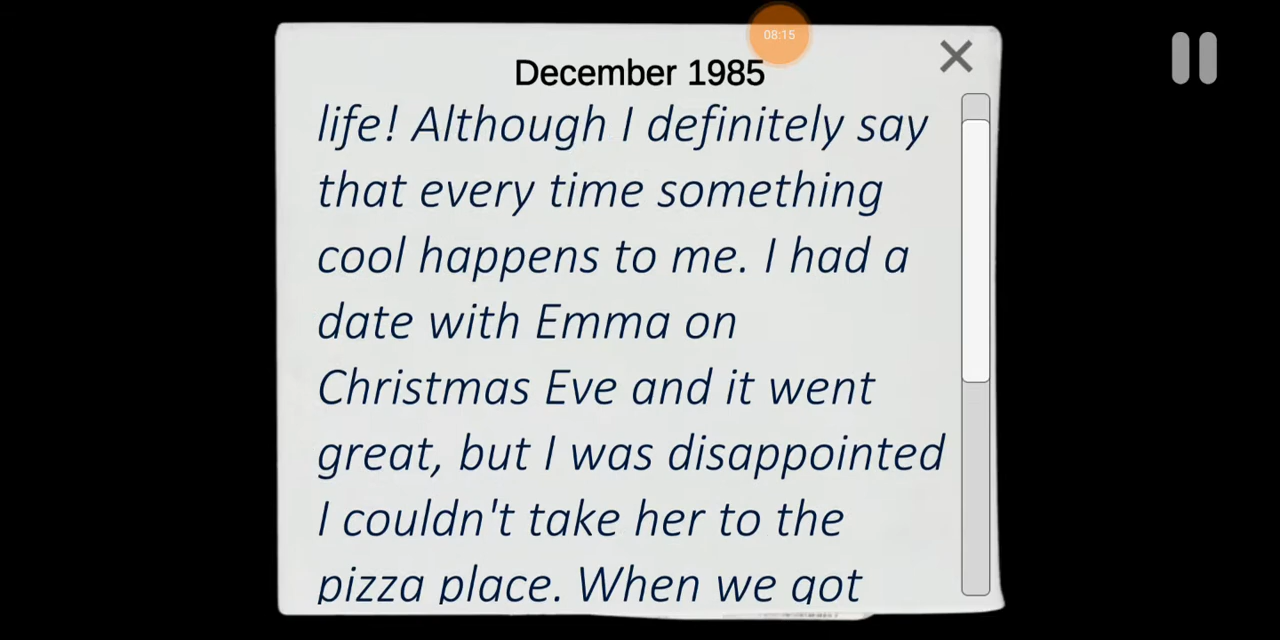 08:15
December 1985
life! Although I definitely say
that every time something
cool happens to me. I had a
date with Emma on
Christmas Eve and it went
great, but I was disappointed
I couldn't take her to the
pizza place. When we got